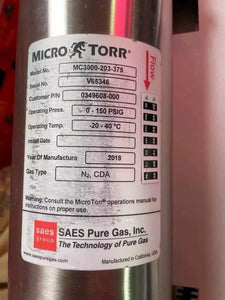 MICRO TORR®
Flow
Model No. MC3000-203-375
Serial No. V65346
Customer P/N 0349608-000
Operating Press. 0 - 150 PSIG
Operating Temp. -20 - 40°C
Install Date
Year Of Manufacture 2018
Gas Type N₂, CDA
Warning: Consult the MicroTorr® operations manual for
instructions on proper use.
saes
group
SAES Pure Gas, Inc.
The Technology of Pure Gas
www.saespuregas.com
Manufactured in California, USA